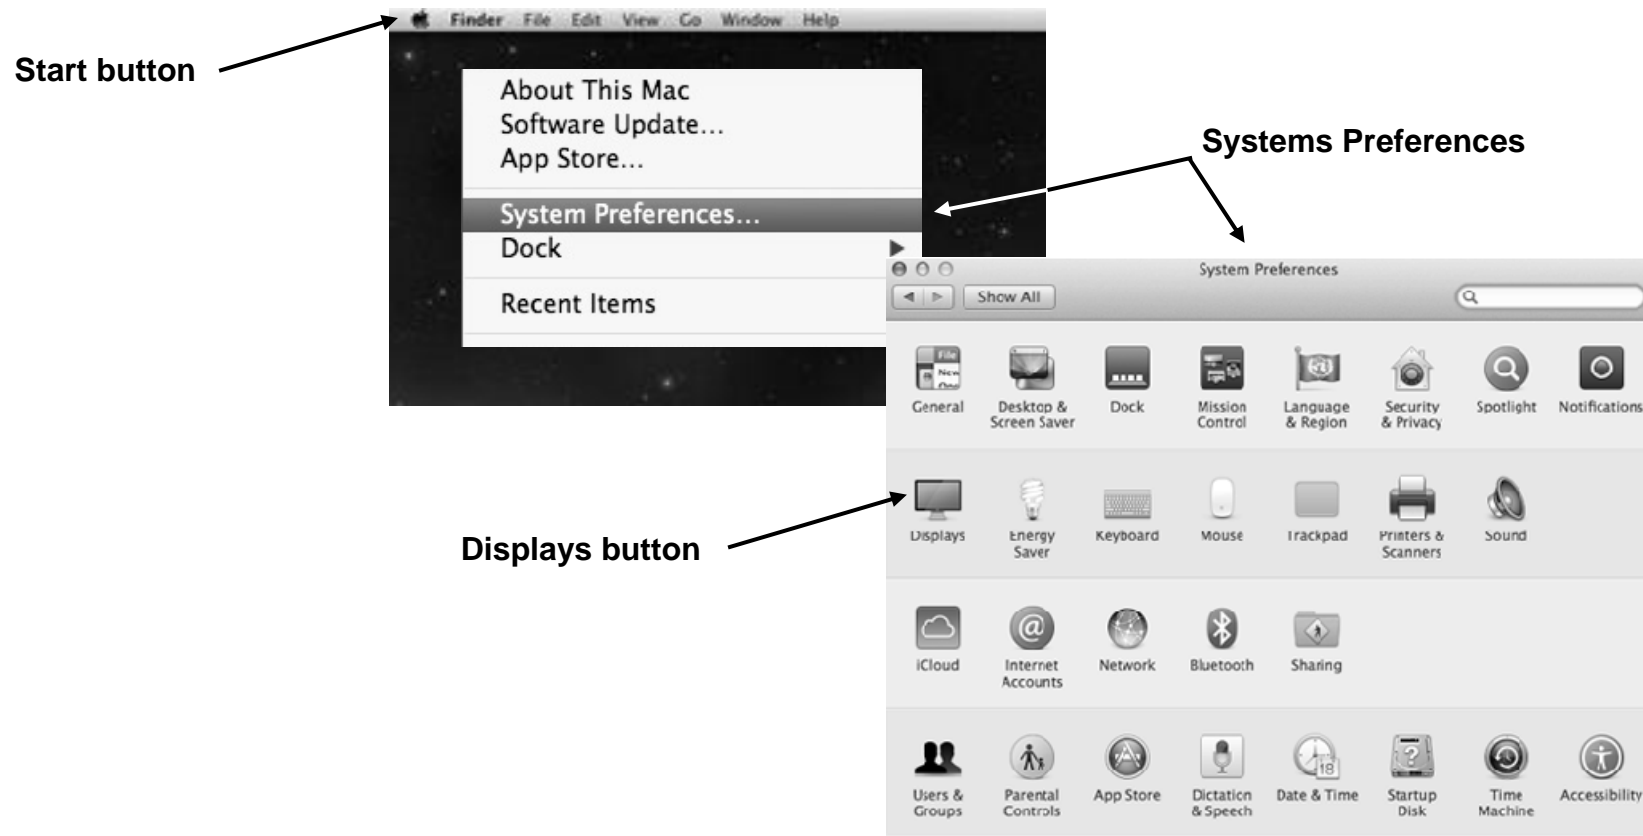 Finder File Edit View Go Window Help
Start button
About This Mac
Software Update...
App Store...
Systems Preferences
System Preferences...
Dock
Recent Items
System Preferences
Show All
File
New
General
Desktop &
Screen Saver
Dock
Mission
Control
Language
& Region
Security
& Privacy
Spotlight
Notifications
Displays button
Displays
Energy
Saver
Keyboard
Mouse
Trackpad
Printers &
Scanners
Sound
iCloud
Internet
Accounts
Network
Bluetooth
Sharing
18
Users &
Groups
Parental
Controls
App Store
Dictation
& Speech
Date & Time
Startup
Disk
Time
Machine
Accessibility